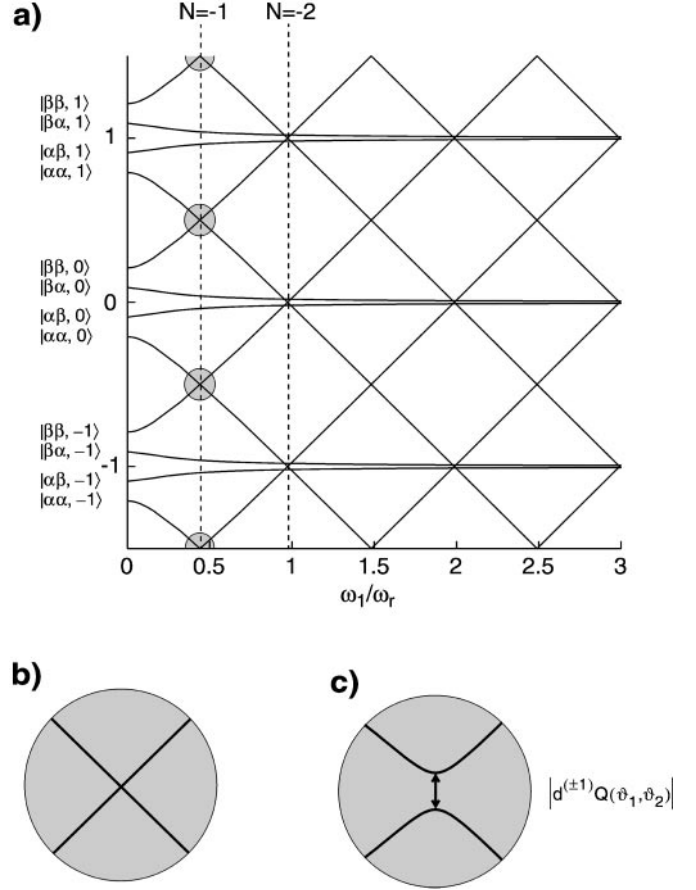 a)
N=-1 N=-2
|ββ, 1⟩
|βα, 1⟩
1
|αβ, 1⟩
|αα, 1⟩
|ββ, 0⟩
|βα, 0⟩
0
|αβ, 0⟩
|αα, 0⟩
|ββ, −1⟩
|βα, −1⟩
-1
|αβ, −1⟩
|αα, −1⟩
0 0.5 1 1.5 2 2.5 3
ω₁/ωᵣ
b)
c)
|d⁽±¹⁾Q(ϑ₁,ϑ₂)|